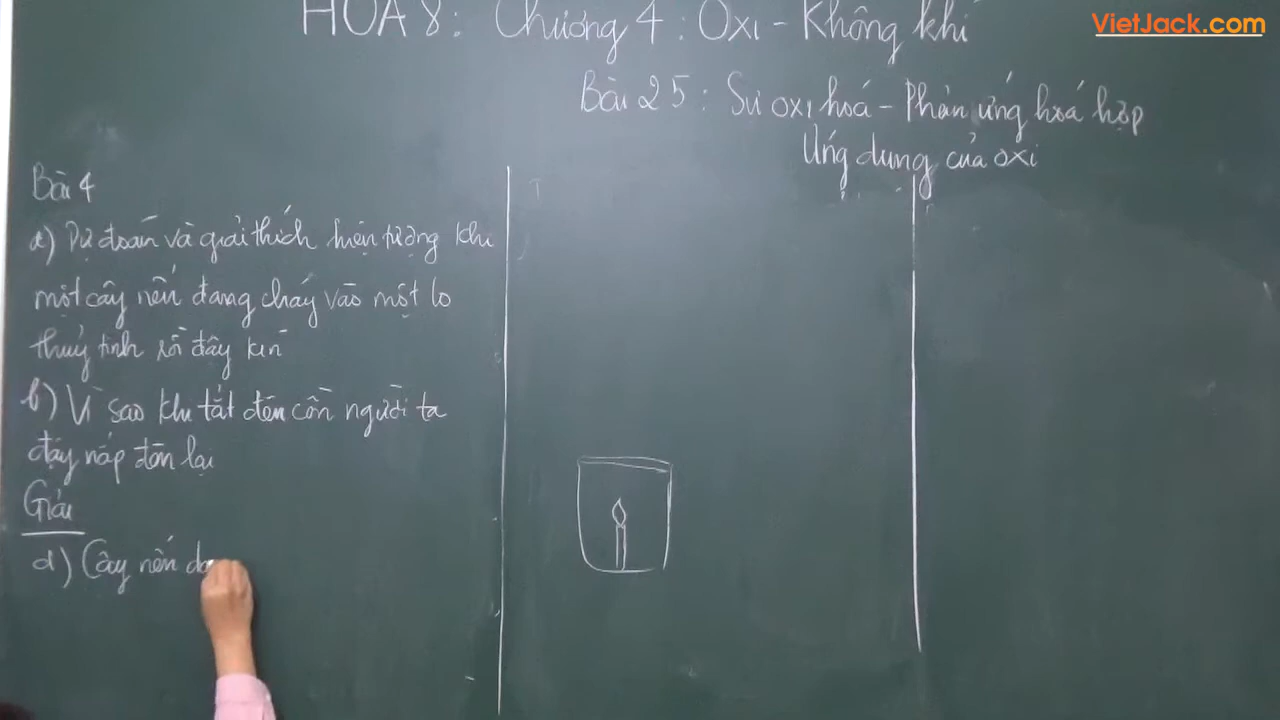 VietJack.com
HOÁ 8: Chương 4: Oxi - Không khí
Bài 25: Sự oxi hoá - Phản ứng hoá hợp
Ứng dụng của oxi
Bài 4
a) Dự đoán và giải thích hiện tượng khi
một cây nến đang cháy vào một lo
thuỷ tinh rồi đậy kín
b) Vì sao khi tắt đèn cồn người ta
đậy nắp đèn lại
Giải
a) Cây nến